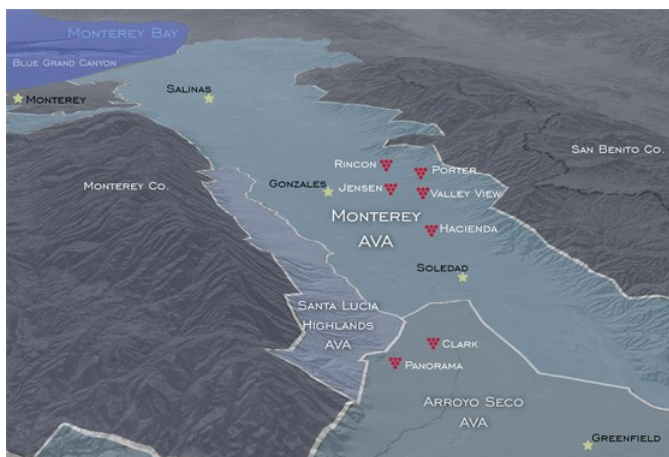 Monterey Bay
Blue Grand Canyon
Monterey
Salinas
San Benito Co.
Rincon
Porter
Monterey Co.
Gonzales
Jensen
Valley View
Monterey
AVA
Hacienda
Soledad
Santa Lucia
Highlands
AVA
Clark
Panorama
Arroyo Seco
AVA
Greenfield